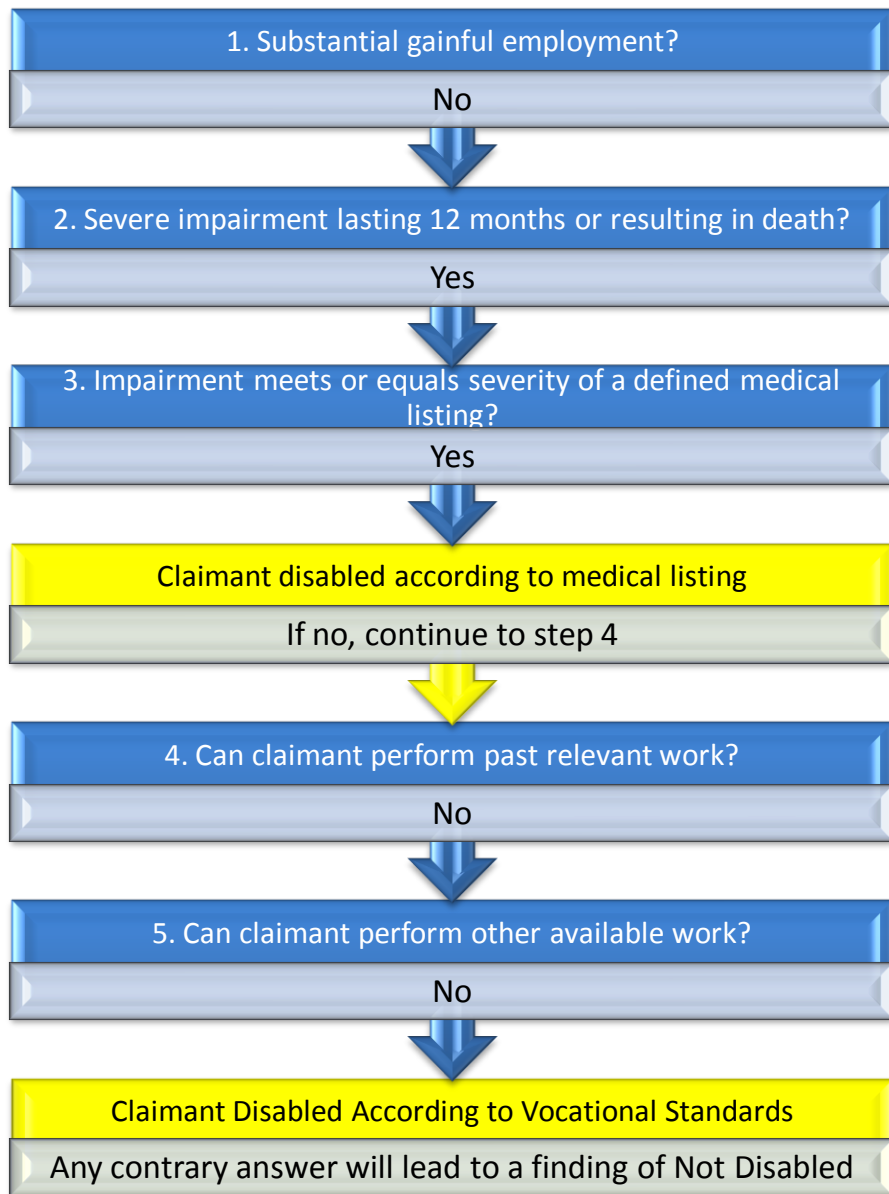 1. Substantial gainful employment?
No
2. Severe impairment lasting 12 months or resulting in death?
Yes
3. Impairment meets or equals severity of a defined medical
listing?
Yes
Claimant disabled according to medical listing
If no, continue to step 4
4. Can claimant perform past relevant work?
No
5. Can claimant perform other available work?
No
Claimant Disabled According to Vocational Standards
Any contrary answer will lead to a finding of Not Disabled